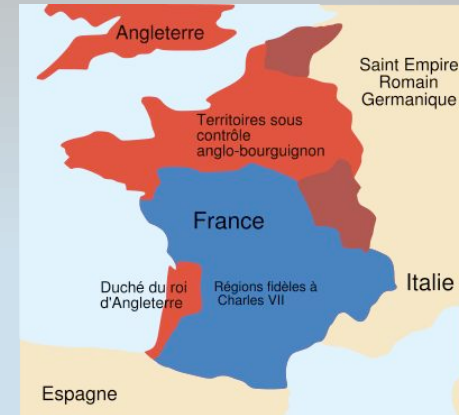 Angleterre
Saint Empire
Romain
Germanique
Territoires sous
contrôle
anglo-bourguignon
France
Duché du roi
d'Angleterre
Régions fidèles à
Charles VII
Italie
Espagne